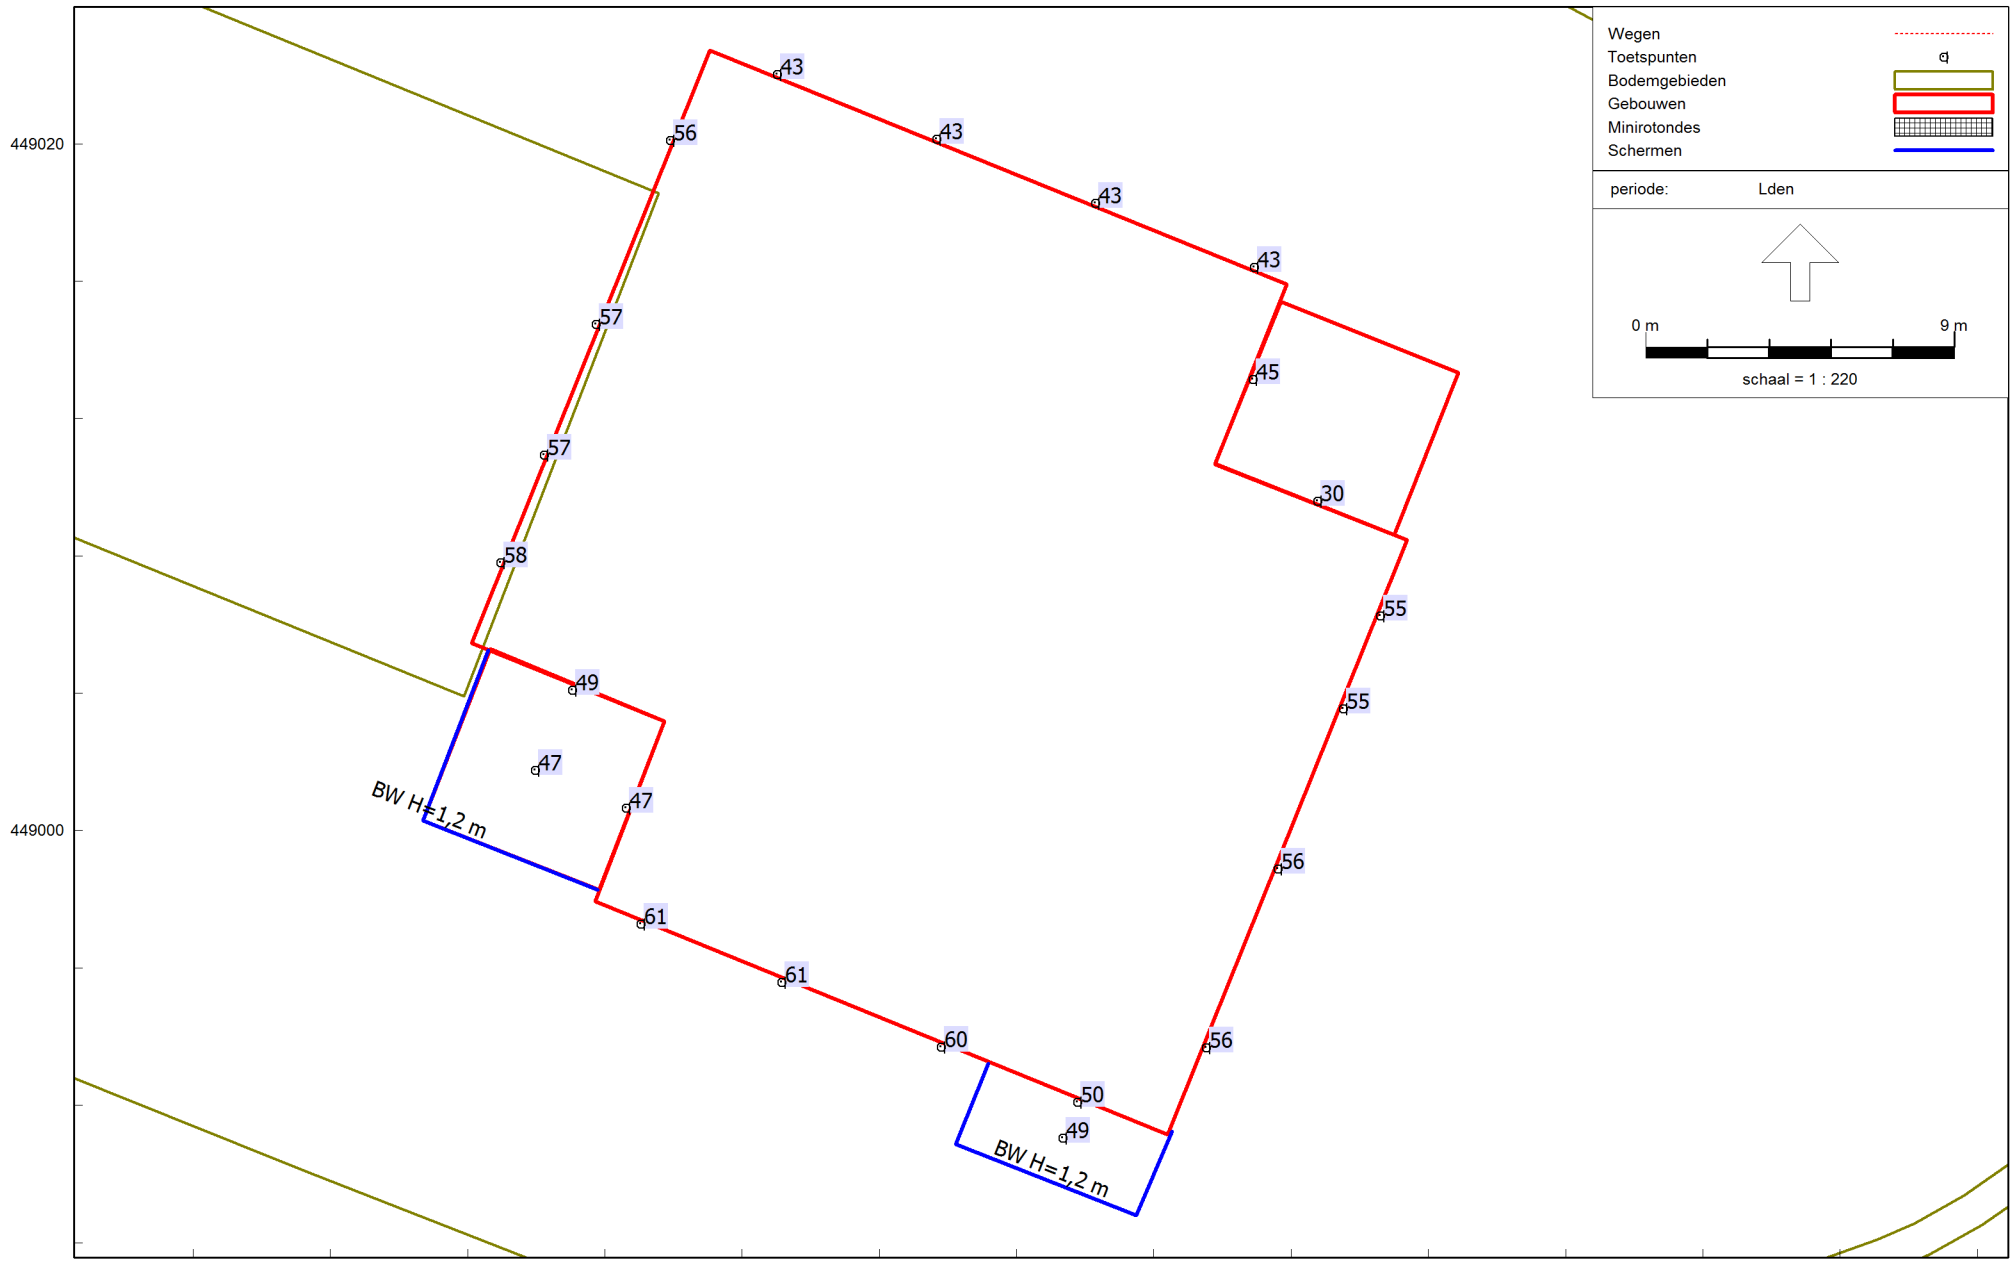 Wegen
Toetspunten
Bodemgebieden
Gebouwen
Minirotondes
Schermen
periode: Lden
0 m 9 m
schaal = 1 : 220
449020
449000
43
43
43
43
56
57
57
58
45
30
55
55
56
56
49
47
47
BW H=1,2 m
61
61
60
50
49
BW H=1,2 m